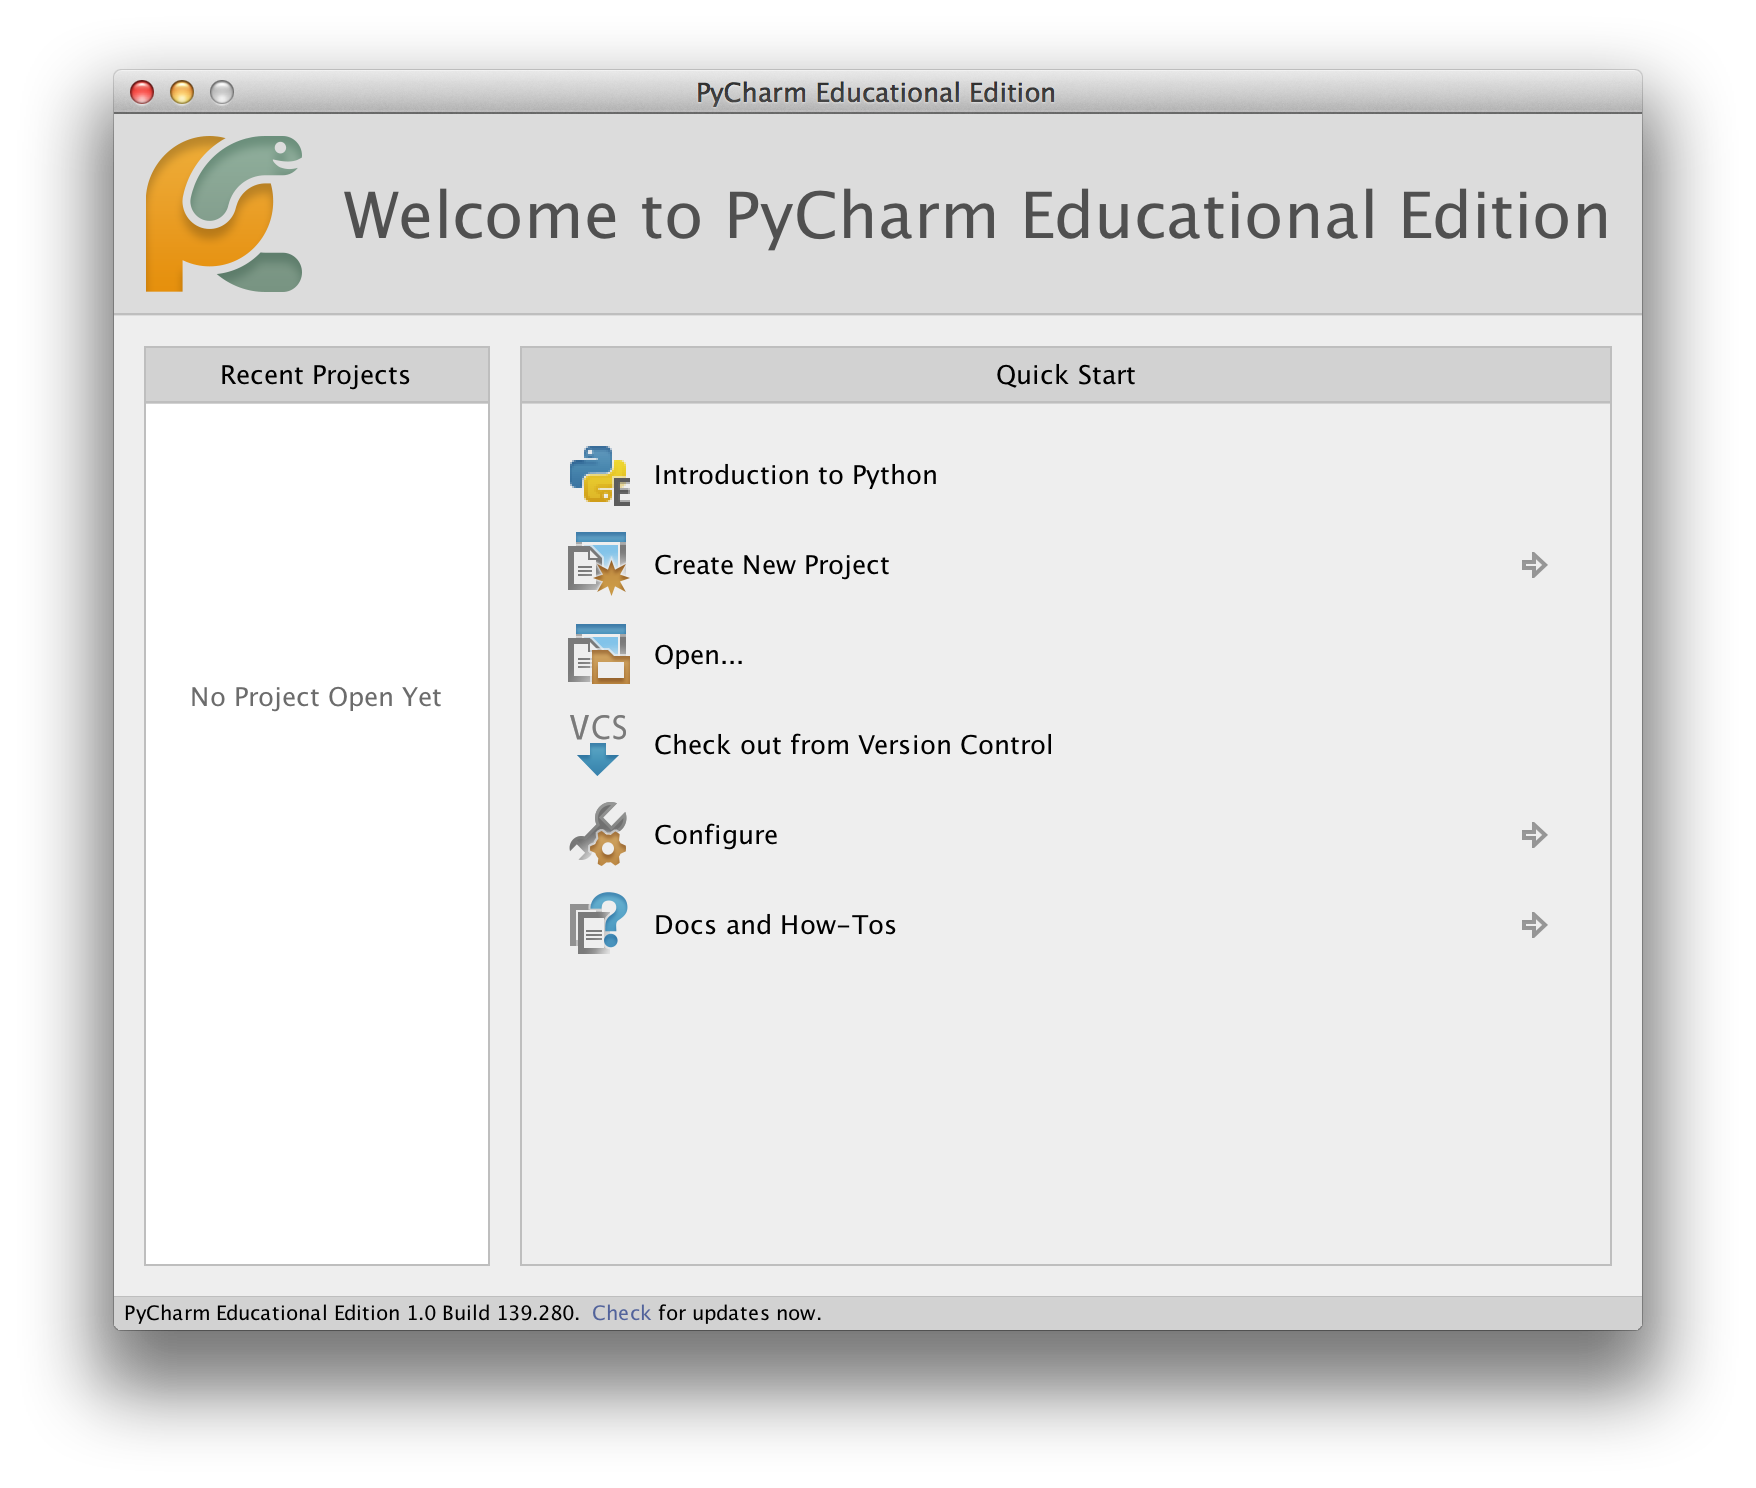 PyCharm Educational Edition
Welcome to PyCharm Educational Edition
Recent Projects
No Project Open Yet
Quick Start
Introduction to Python
Create New Project
Open...
VCS
Check out from Version Control
Configure
Docs and How-Tos
PyCharm Educational Edition 1.0 Build 139.280. Check for updates now.